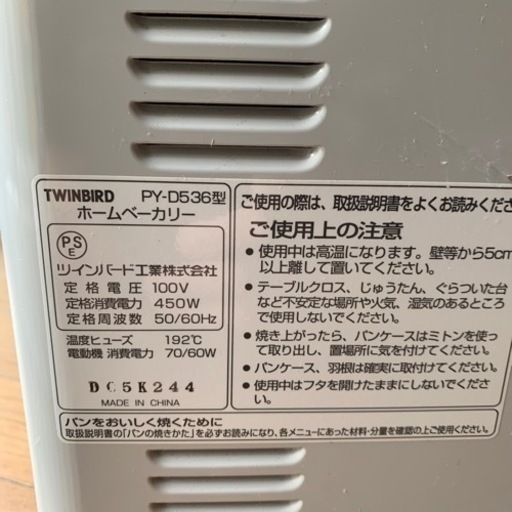 TWINBIRD PY-D536型
ホームベーカリー
PSE
ツインバード工業株式会社
定格電圧 100V
定格消費電力 450W
定格周波数 50/60Hz
温度ヒューズ 192℃
電動機 消費電力 70/60W
DC5K244
MADE IN CHINA
ご使用の際は、取扱説明書をよくお読みくださ
ご使用上の注意
● 使用中は高温になります。壁等から5cm
以上離して置いてください。
● テーブルクロス、じゅうたん、ぐらついた台
など不安定な場所や火気、湿気のあるところ
で使用しないでください。
● 焼き上がったら、パンケースはミトンを使っ
て取り出し、置場所に気を付けてください。
● パンケース、羽根は確実に取付けてください。
● 使用中はフタを開けたままにしないでくださ
い。
パンをおいしく焼くために
取扱説明書の「パンの焼きかた」を必ずお読みになり、各メニューにあった材料・分量を確認の上ご使用ください。